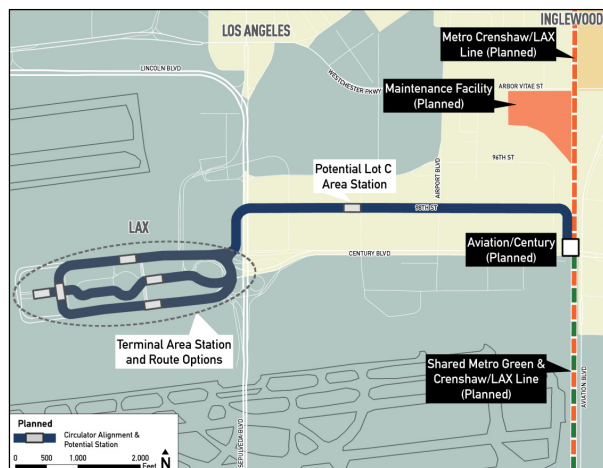 LOS ANGELES
INGLEWOOD
Metro Crenshaw/LAX
Line (Planned)
LINCOLN BLVD
WESTCHESTER PKWY
ARBOR VITAE ST
Maintenance Facility
(Planned)
Potential Lot C
Area Station
AIRPORT BLVD
96TH ST
98TH ST
LAX
CENTURY BLVD
Aviation/Century
(Planned)
Terminal Area Station
and Route Options
Shared Metro Green &
Crenshaw/LAX Line
(Planned)
AVIATION BLVD
SEPULVEDA BLVD
Planned
Circulator Alignment &
Potential Station
0 500 1,000 2,000
Feet
N